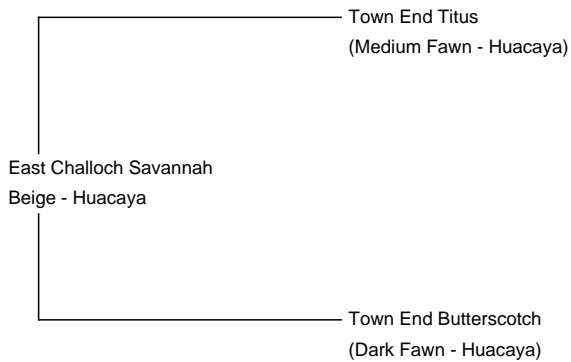 Town End Titus
(Medium Fawn - Huacaya)
East Challoch Savannah
Beige - Huacaya
Town End Butterscotch
(Dark Fawn - Huacaya)